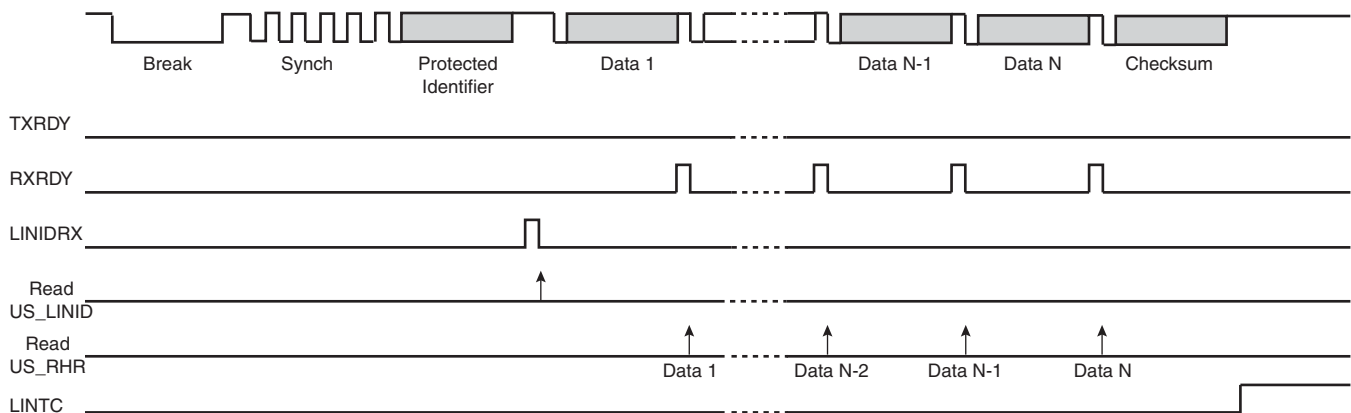 Break Synch Protected Data 1 Data N-1 Data N Checksum
Identifier
TXRDY
RXRDY
LINIDRX
Read
US_LINID
Read
US_RHR
Data 1 Data N-2 Data N-1 Data N
LINTC